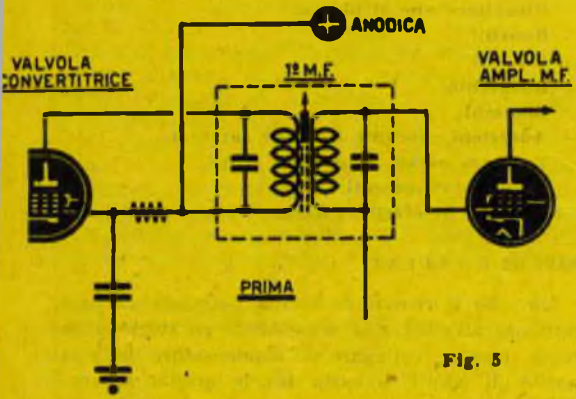 ANODICA
VALVOLA
CONVERTITRICE
1ª M.F.
VALVOLA
AMPL. M.F.
PRIMA
Fig. 5